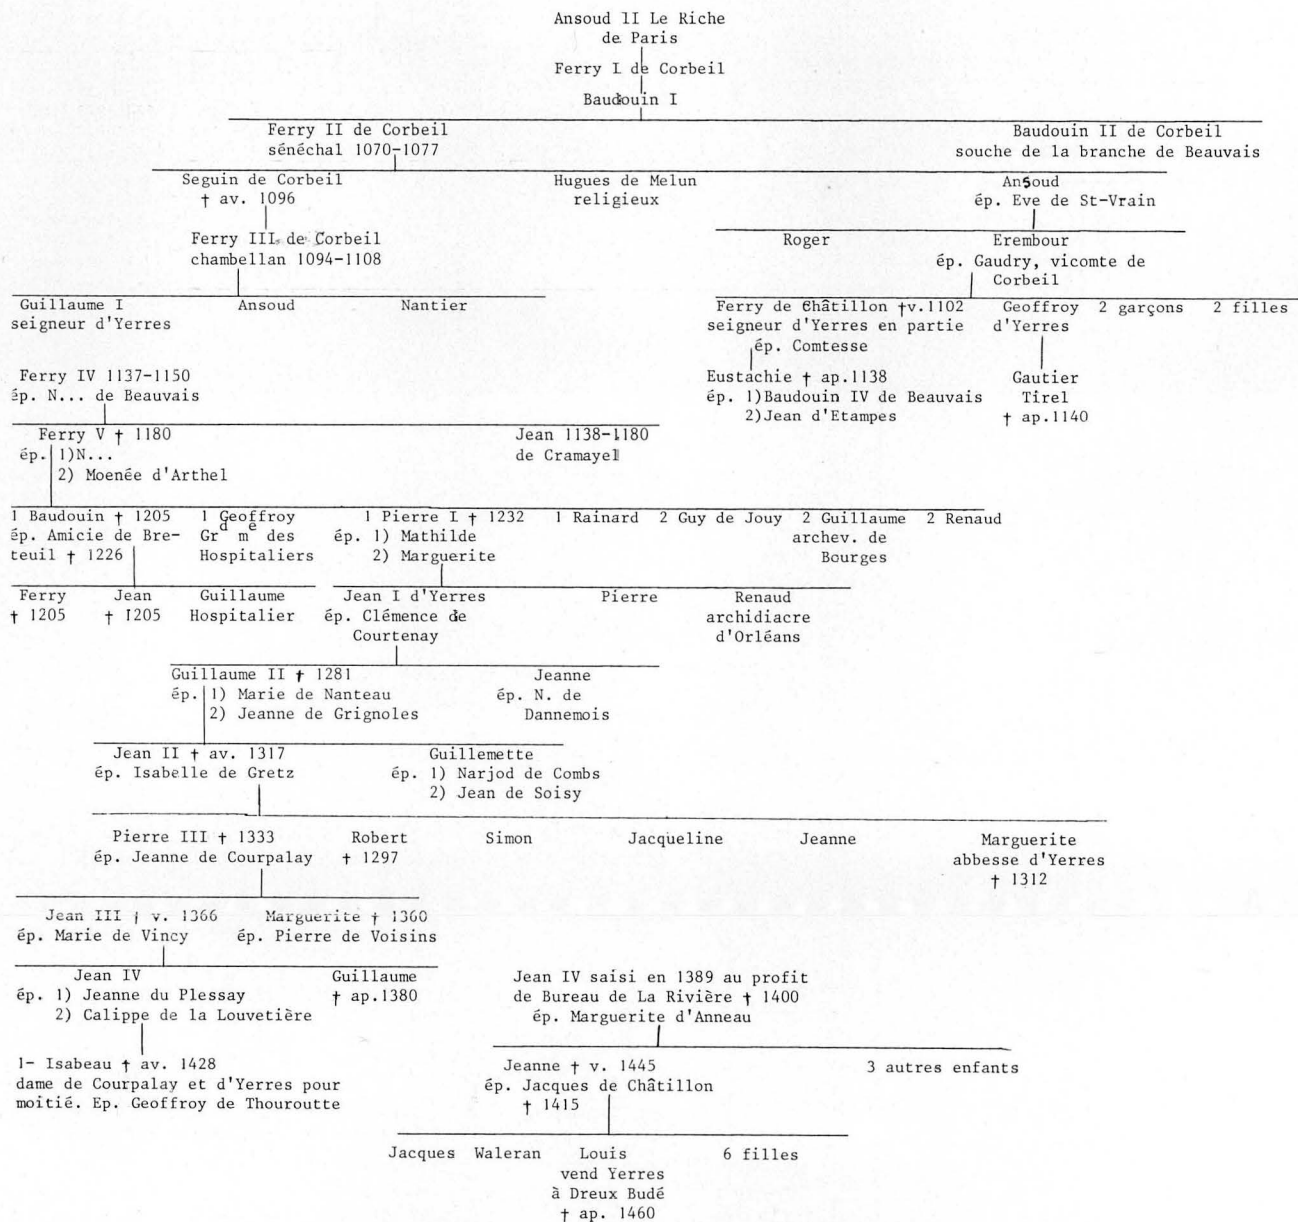 Ansoud II Le Riche
de Paris
Ferry I de Corbeil
Baudouin I
Ferry II de Corbeil
sénéchal 1070-1077
Baudouin II de Corbeil
souche de la branche de Beauvais
Seguin de Corbeil
† av. 1096
Hugues de Melun
religieux
Ansoud
ép. Eve de St-Vrain
Ferry III de Corbeil
chambellan 1094-1108
Roger
Erembour
ép. Gaudry, vicomte de
Corbeil
Guillaume I
seigneur d'Yerres
Ansoud
Nantier
Ferry de Châtillon †v.1102
seigneur d'Yerres en partie
ép. Comtesse
Geoffroy
d'Yerres
2 garçons
2 filles
Ferry IV 1137-1150
ép. N... de Beauvais
Eustachie † ap.1138
ép. 1)Baudouin IV de Beauvais
2)Jean d'Etampes
Gautier
Tirel
† ap.1140
Ferry V † 1180
ép. 1)N...
2) Moenée d'Arthel
Jean 1138-1180
de Cramayel
1 Baudouin † 1205
ép. Amicie de Bre-
teuil † 1226
1 Geoffroy
Grd me des
Hospitaliers
1 Pierre I † 1232
ép. 1) Mathilde
2) Marguerite
1 Rainard
2 Guy de Jouy
2 Guillaume
archev. de
Bourges
2 Renaud
Ferry
† 1205
Jean
† 1205
Guillaume
Hospitalier
Jean I d'Yerres
ép. Clémence de
Courtenay
Pierre
Renaud
archidiacre
d'Orléans
Guillaume II † 1281
ép. 1) Marie de Nanteau
2) Jeanne de Grignoles
Jeanne
ép. N. de
Dannemois
Jean II † av. 1317
ép. Isabelle de Gretz
Guillemette
ép. 1) Narjod de Combs
2) Jean de Soisy
Pierre III † 1333
ép. Jeanne de Courpalay
Robert
† 1297
Simon
Jacqueline
Jeanne
Marguerite
abbesse d'Yerres
† 1312
Jean III † v. 1366
ép. Marie de Vincy
Marguerite † 1360
ép. Pierre de Voisins
Jean IV
ép. 1) Jeanne du Plessay
2) Calippe de la Louvetière
Guillaume
† ap.1380
Jean IV saisi en 1389 au profit
de Bureau de La Rivière † 1400
ép. Marguerite d'Anneau
1- Isabeau † av. 1428
dame de Courpalay et d'Yerres pour
moitié. Ep. Geoffroy de Thouroutte
Jeanne † v. 1445
ép. Jacques de Châtillon
† 1415
3 autres enfants
Jacques
Waleran
Louis
vend Yerres
à Dreux Budé
† ap. 1460
6 filles